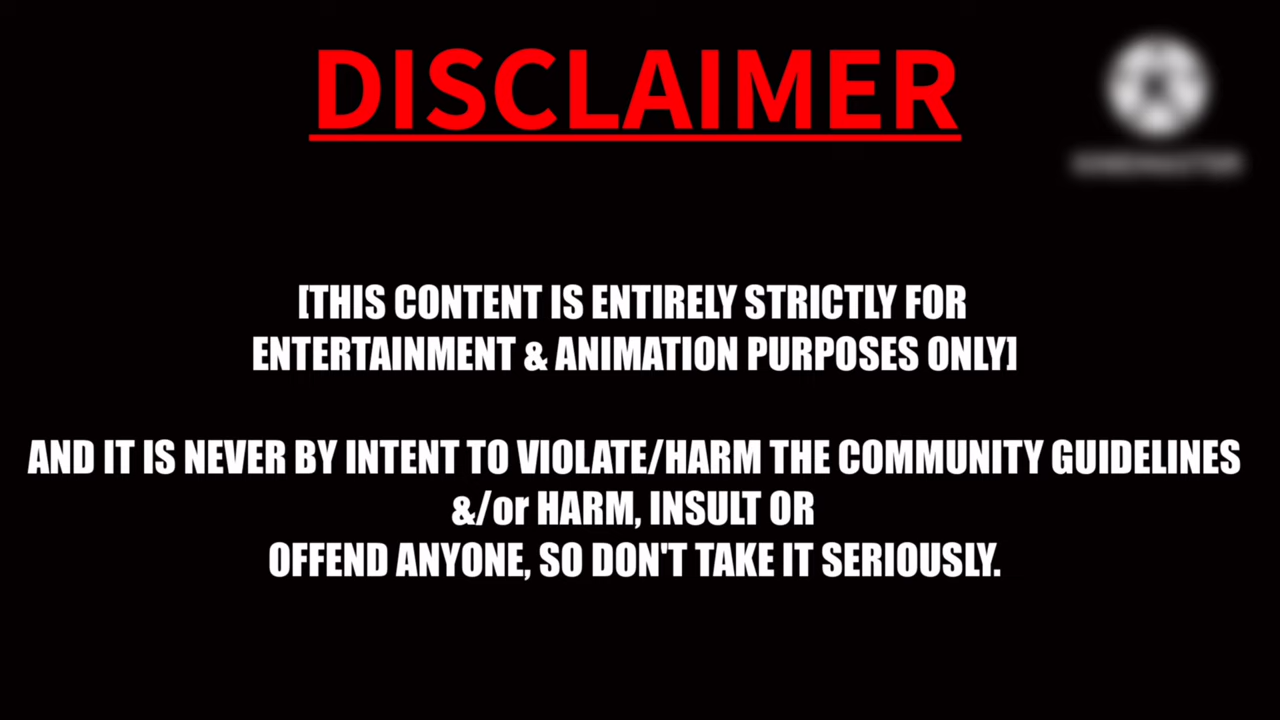 DISCLAIMER
[THIS CONTENT IS ENTIRELY STRICTLY FOR
ENTERTAINMENT & ANIMATION PURPOSES ONLY]
AND IT IS NEVER BY INTENT TO VIOLATE/HARM THE COMMUNITY GUIDELINES
&/or HARM, INSULT OR
OFFEND ANYONE, SO DON'T TAKE IT SERIOUSLY.